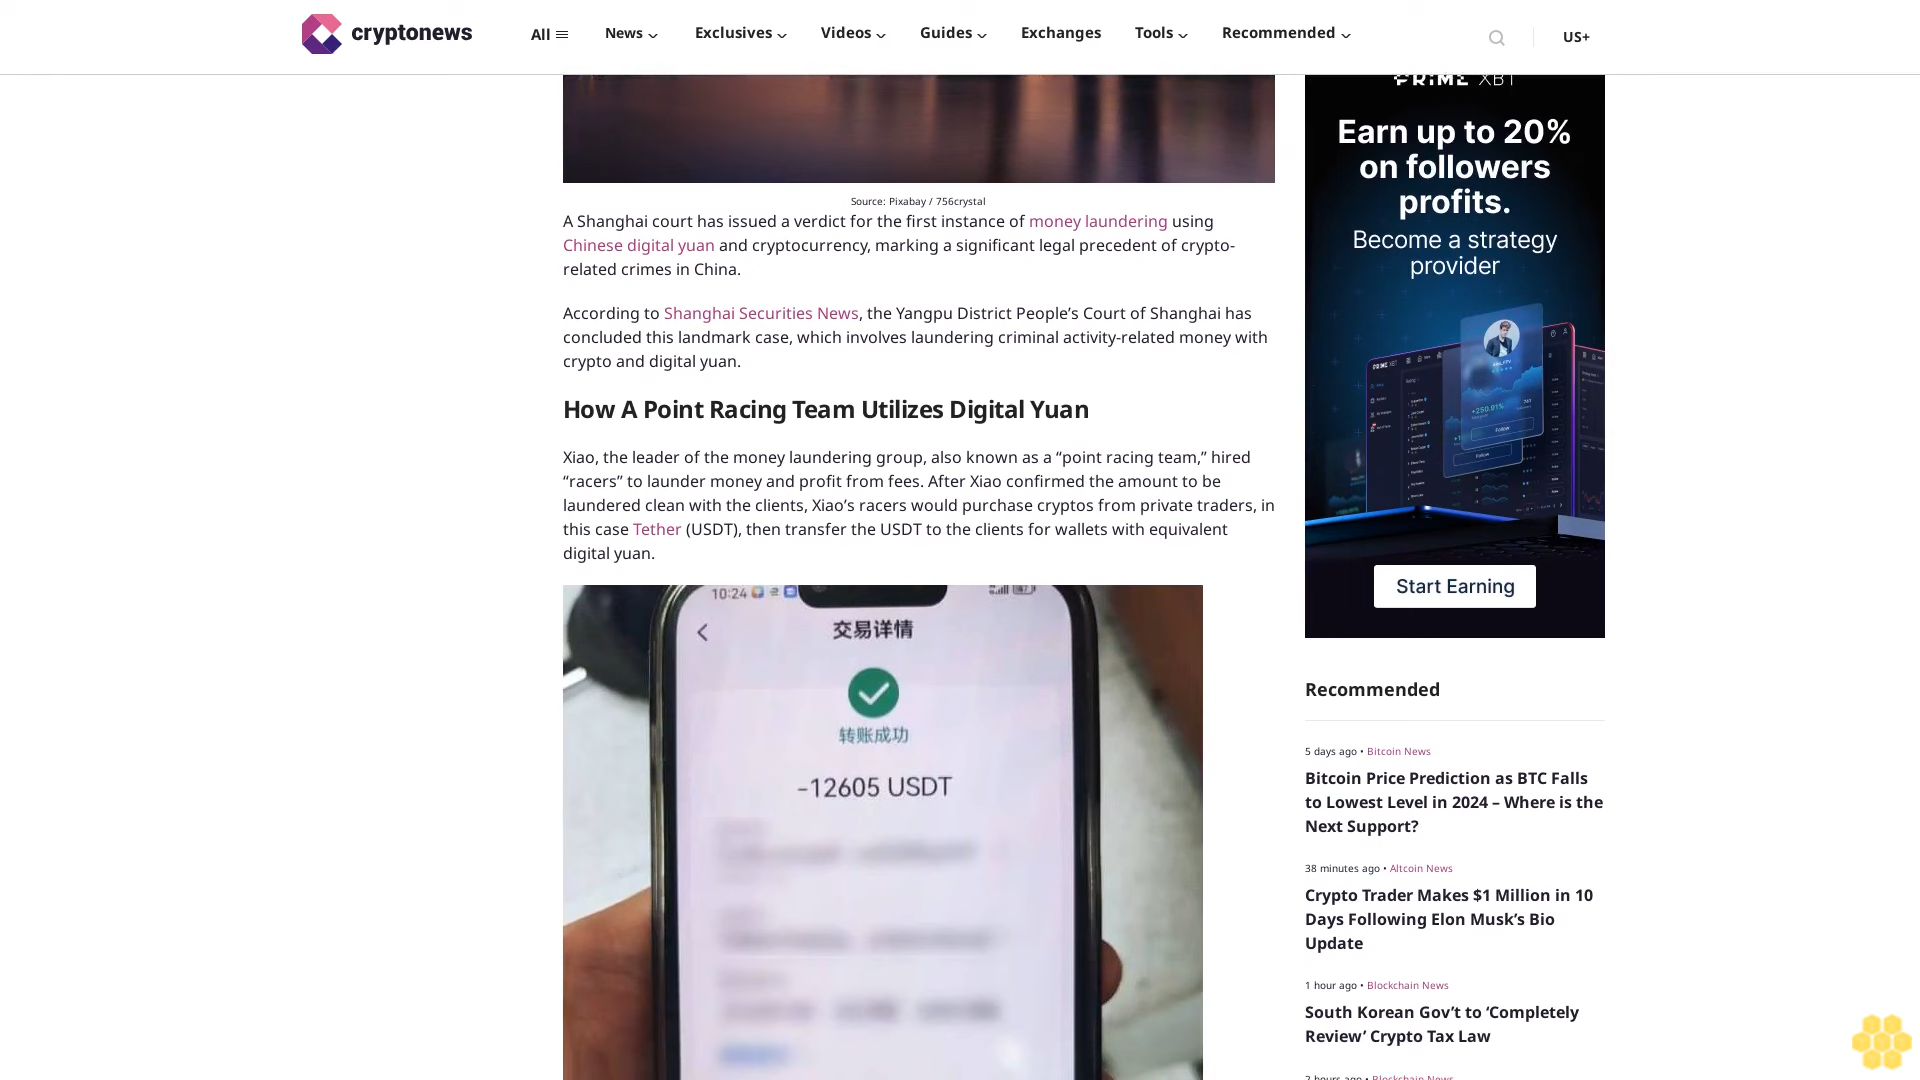 cryptonews
All
News
Exclusives
Videos
Guides
Exchanges
Tools
Recommended
US+
PRIME XBT
Earn up to 20%
on followers
profits.
Become a strategy
provider
Start Earning
Source: Pixabay / 756crystal
A Shanghai court has issued a verdict for the first instance of money laundering using
Chinese digital yuan and cryptocurrency, marking a significant legal precedent of crypto-
related crimes in China.
According to Shanghai Securities News, the Yangpu District People’s Court of Shanghai has
concluded this landmark case, which involves laundering criminal activity-related money with
crypto and digital yuan.
How A Point Racing Team Utilizes Digital Yuan
Xiao, the leader of the money laundering group, also known as a “point racing team,” hired
“racers” to launder money and profit from fees. After Xiao confirmed the amount to be
laundered clean with the clients, Xiao’s racers would purchase cryptos from private traders, in
this case Tether (USDT), then transfer the USDT to the clients for wallets with equivalent
digital yuan.
10:24
交易详情
转账成功
-12605 USDT
Recommended
5 days ago • Bitcoin News
Bitcoin Price Prediction as BTC Falls
to Lowest Level in 2024 – Where is the
Next Support?
38 minutes ago • Altcoin News
Crypto Trader Makes $1 Million in 10
Days Following Elon Musk’s Bio
Update
1 hour ago • Blockchain News
South Korean Gov’t to ‘Completely
Review’ Crypto Tax Law
2 hours ago • Blockchain News